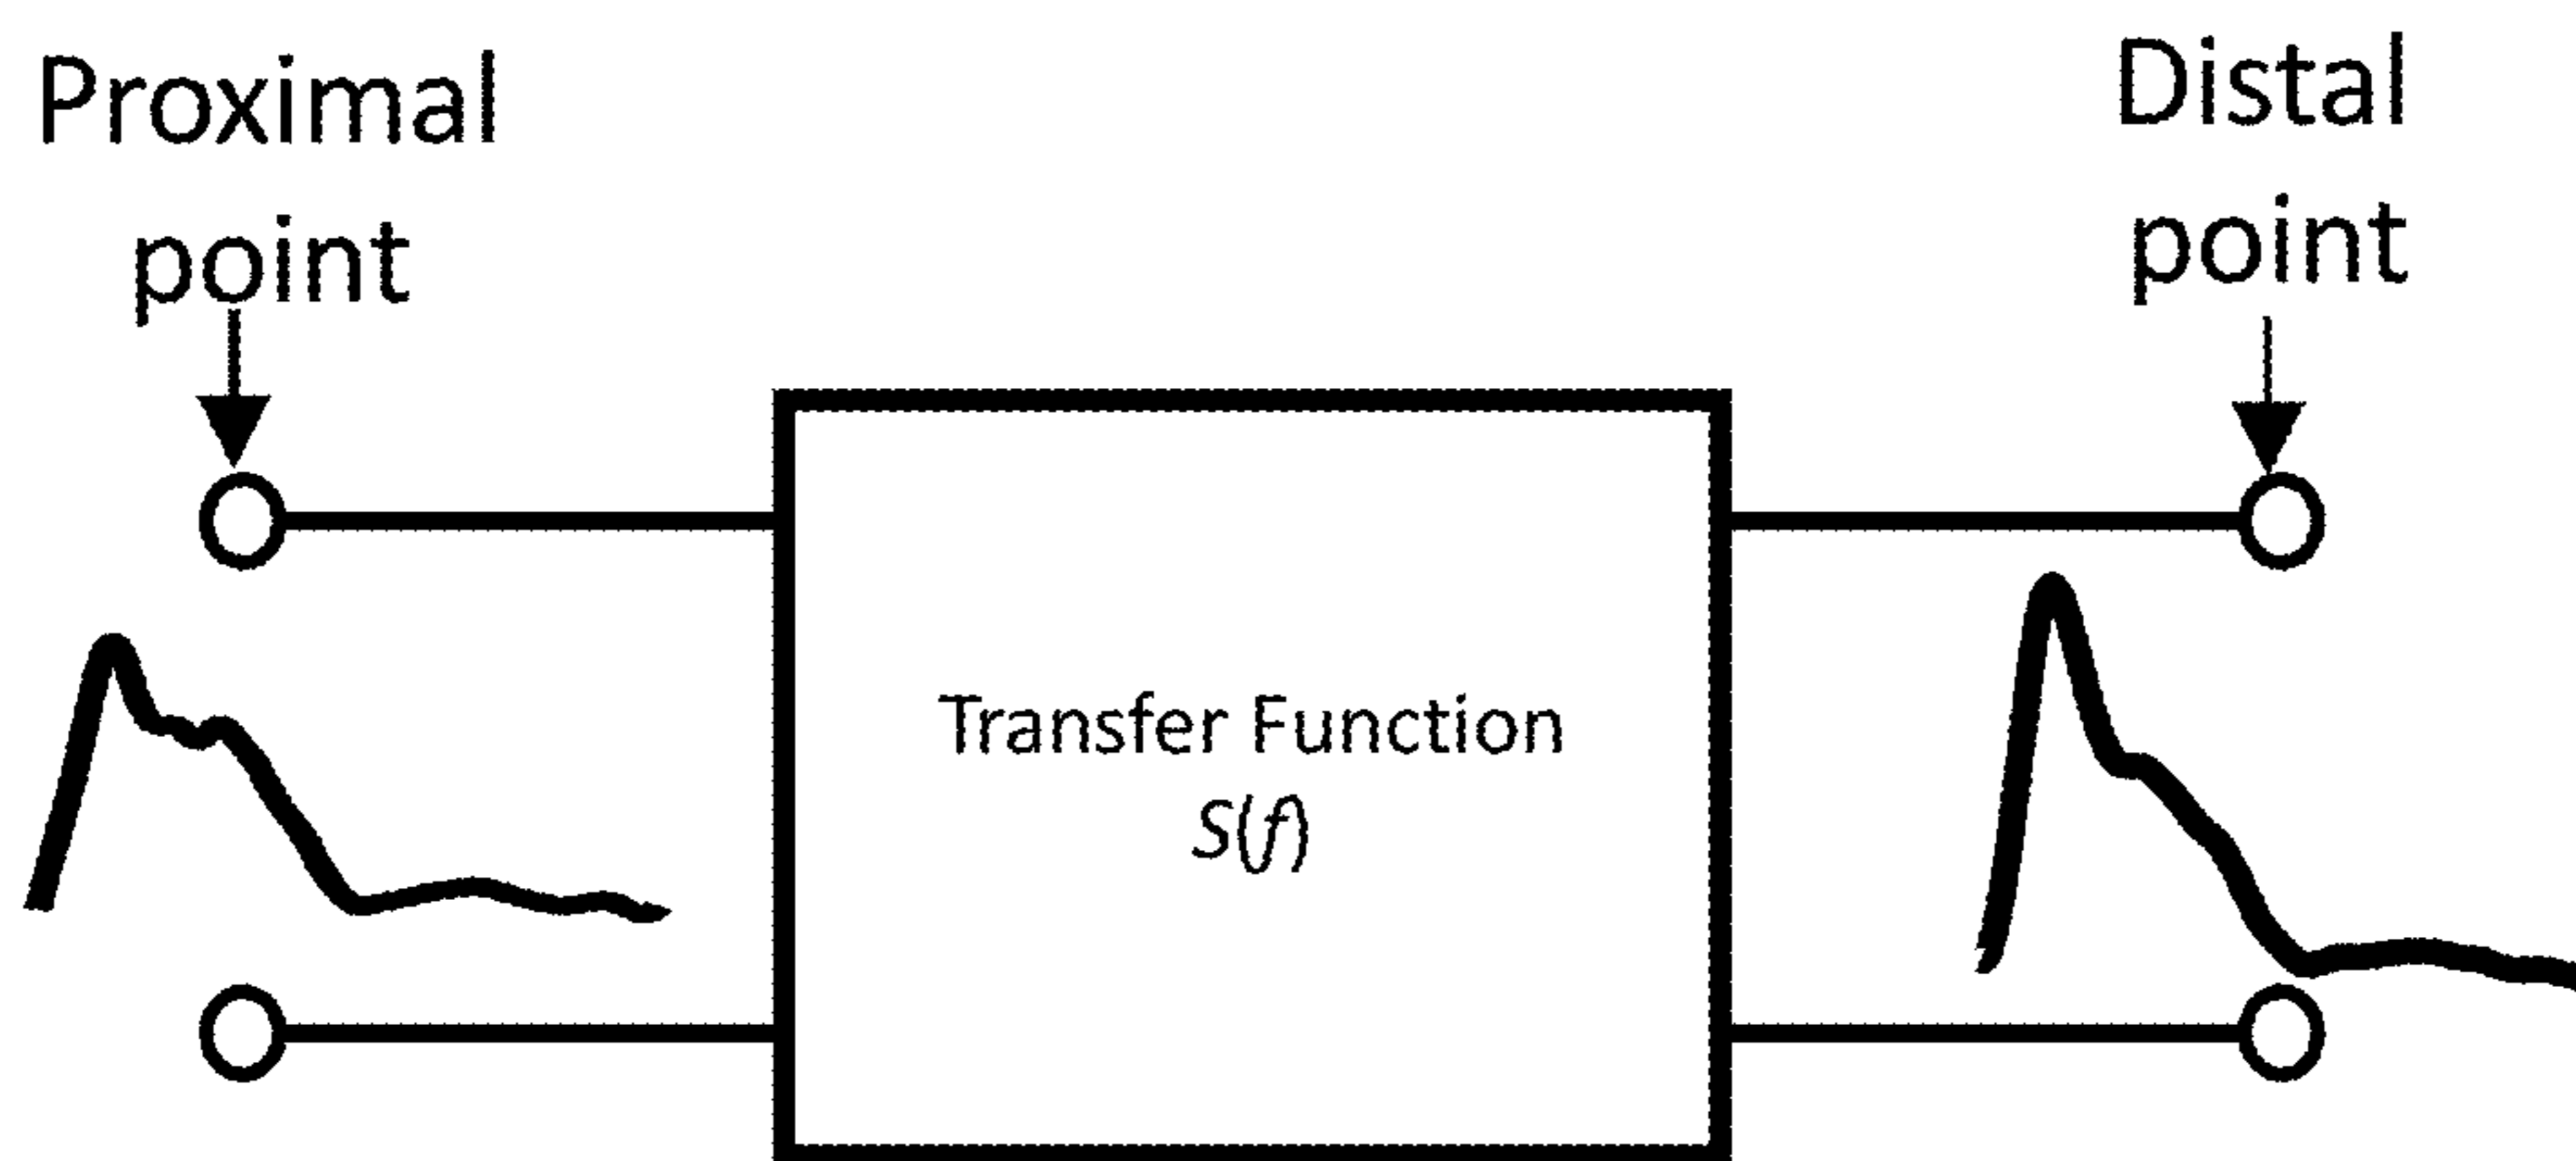 Proximal
point
Distal
point
Transfer Function
S(f)